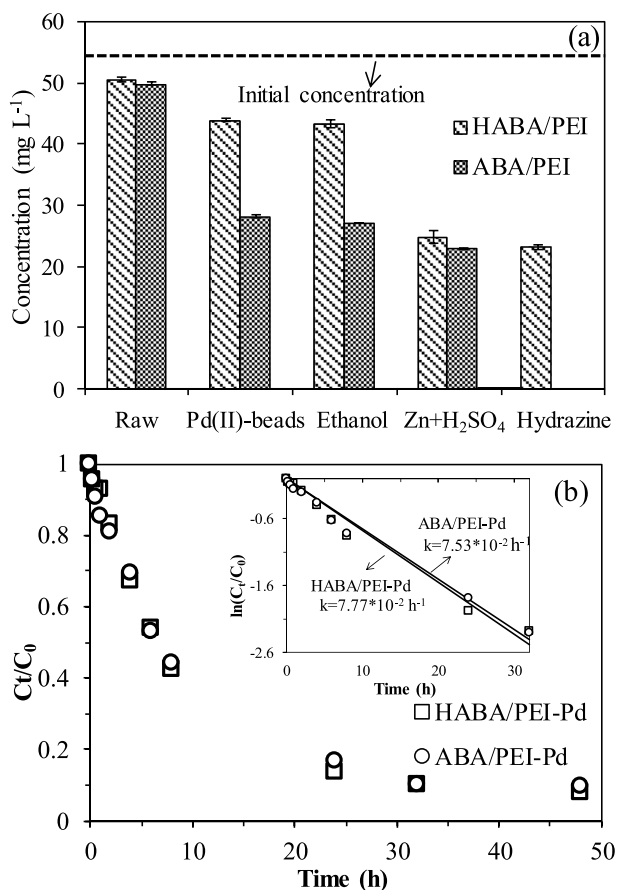 (a)
60
50
40
30
20
10
0
Concentration (mg L⁻¹)
Initial concentration
HABA/PEI
ABA/PEI
Raw Pd(II)-beads Ethanol Zn+H₂SO₄ Hydrazine
(b)
1
0.8
0.6
0.4
0.2
0
Ct/C₀
0 10 20 30 40 50
Time (h)
-0.6
-1.6
-2.6
ln(Cₜ/C₀)
ABA/PEI-Pd
k=7.53*10⁻² h⁻¹
HABA/PEI-Pd
k=7.77*10⁻² h⁻¹
0 10 20 30
Time (h)
HABA/PEI-Pd
ABA/PEI-Pd